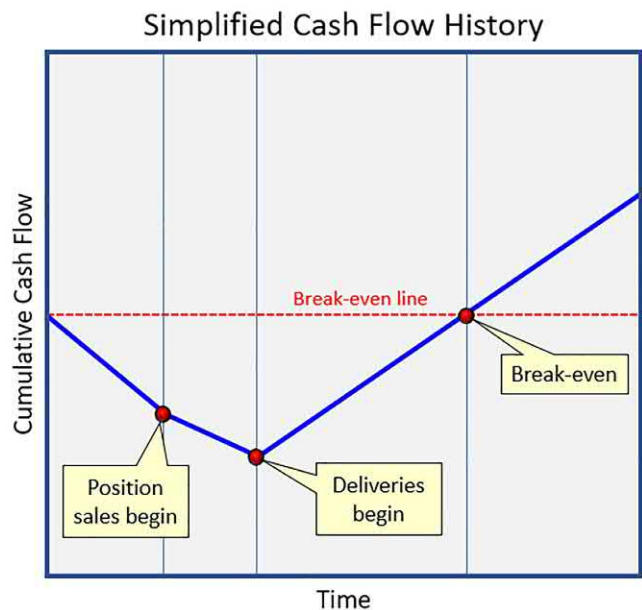 Simplified Cash Flow History
Cumulative Cash Flow
Break-even line
Break-even
Position
sales begin
Deliveries
begin
Time